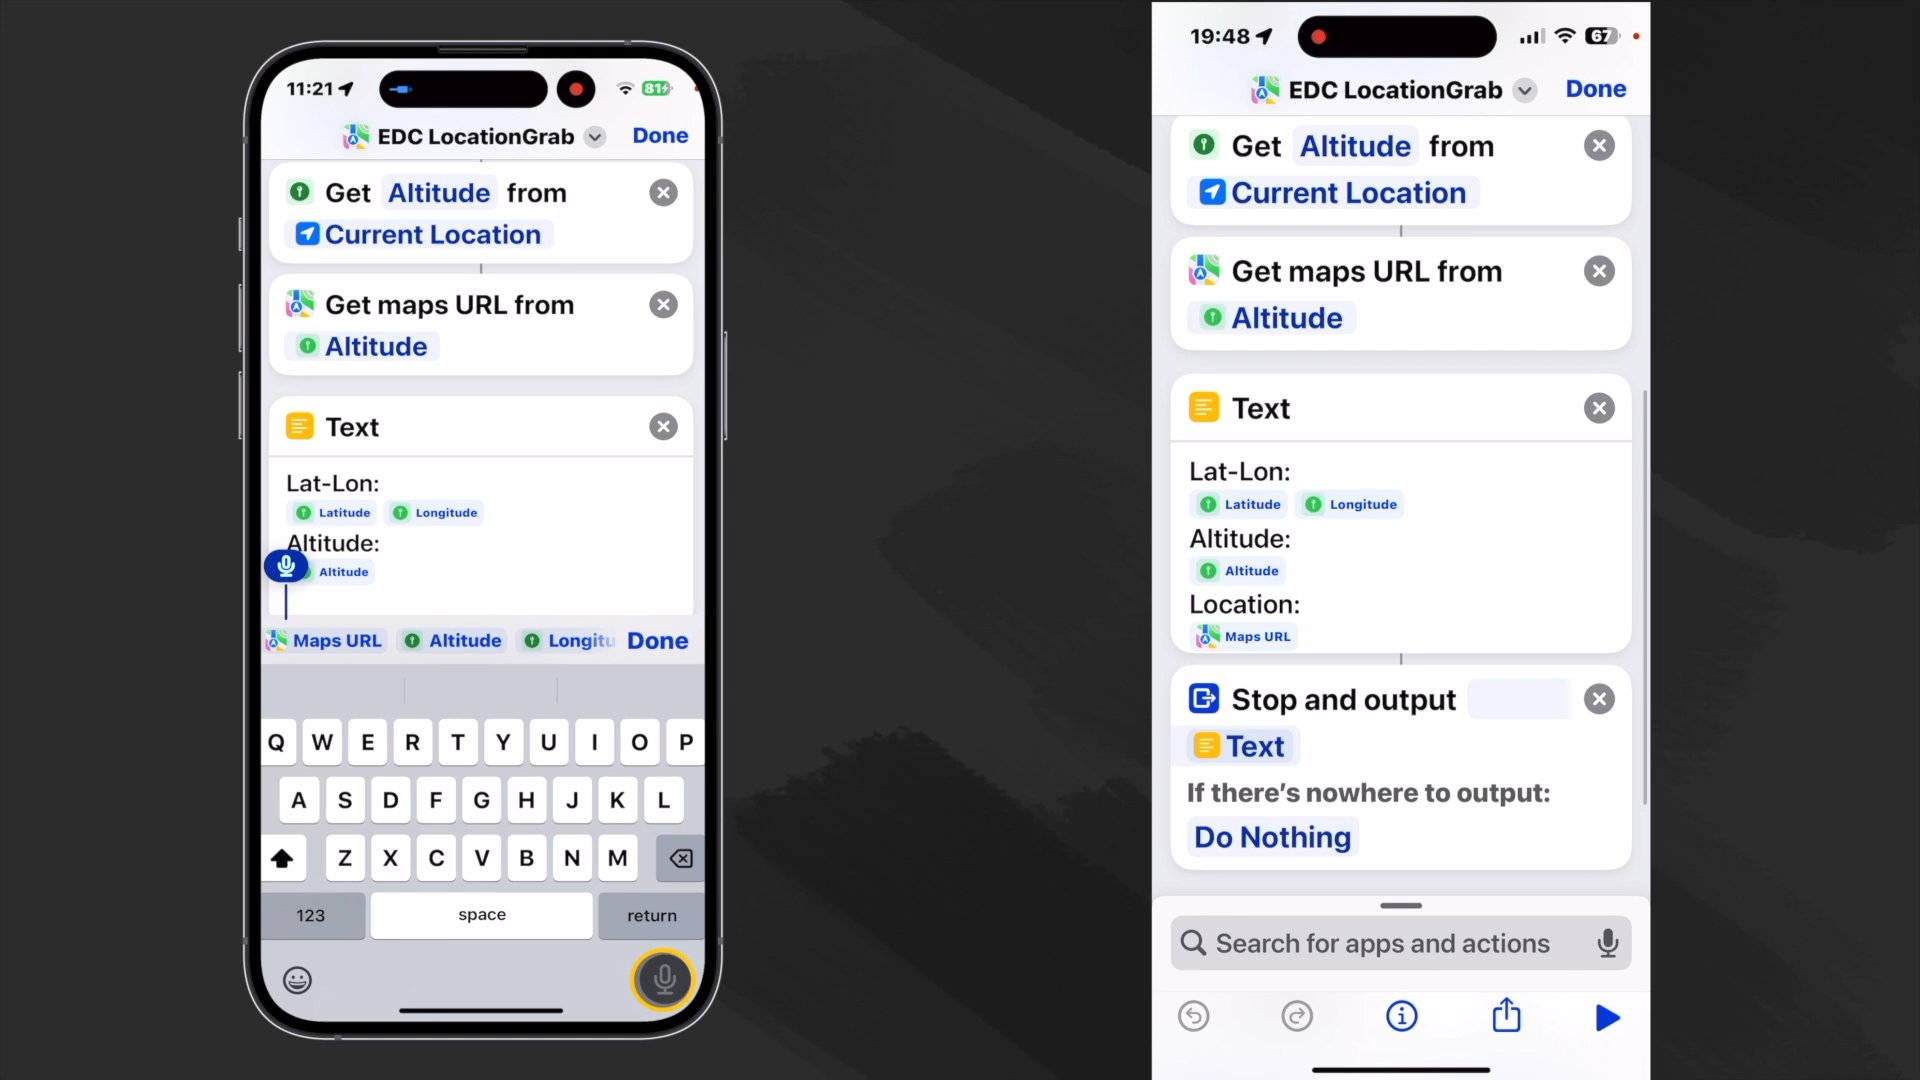 11:21
81
EDC LocationGrab
Done
Get Altitude from
Current Location
Get maps URL from
Altitude
Text
Lat-Lon:
Latitude Longitude
Altitude:
Altitude
Maps URL Altitude Longitu Done
Q W E R T Y U I O P
A S D F G H J K L
Z X C V B N M
123 space return
19:48
67
EDC LocationGrab
Done
Get Altitude from
Current Location
Get maps URL from
Altitude
Text
Lat-Lon:
Latitude Longitude
Altitude:
Altitude
Location:
Maps URL
Stop and output
Text
If there's nowhere to output:
Do Nothing
Search for apps and actions